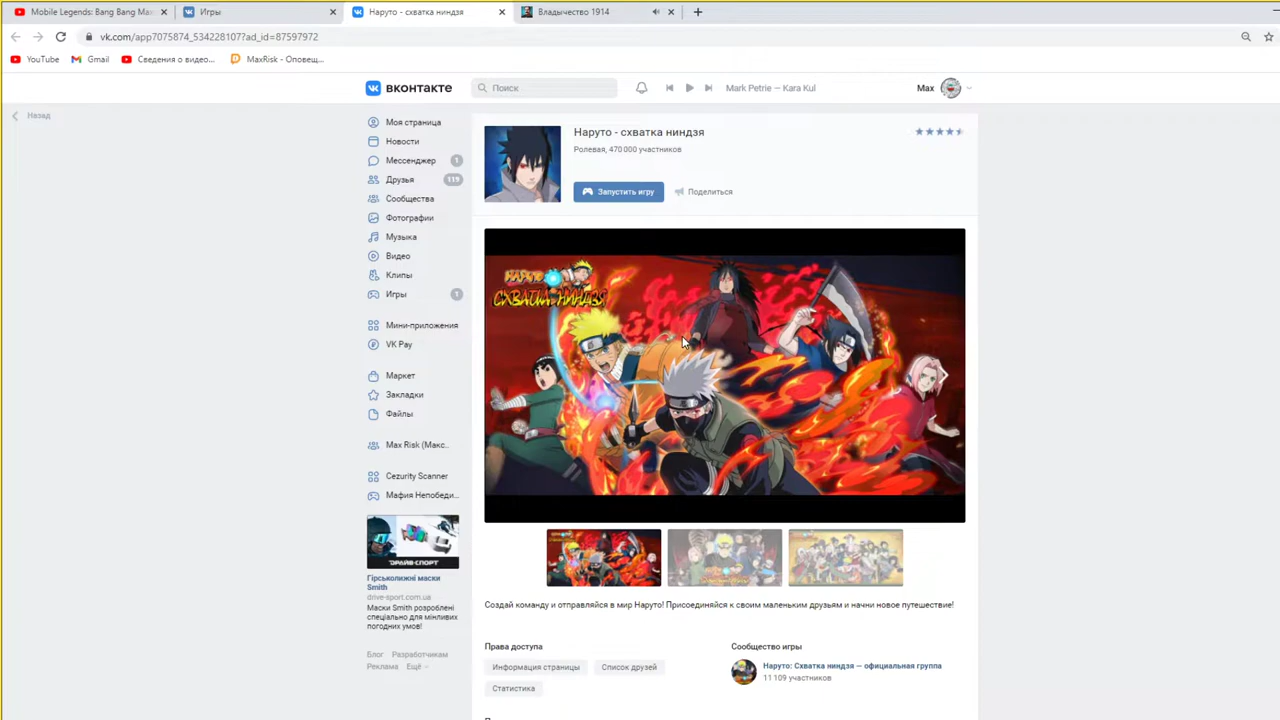 Mobile Legends: Bang Bang Max
Игры
Наруто - схватка ниндзя
Владычество 1914
vk.com/app7075874_534228107?ad_id=87597972
YouTube
Gmail
Сведения о видео...
MaxRisk - Оповещ...
вконтакте
Поиск
Mark Petrie — Kara Kul
Max
Назад
Моя страница
Новости
Мессенджер 1
Друзья 119
Сообщества
Фотографии
Музыка
Видео
Клипы
Игры 1
Мини-приложения
VK Pay
Маркет
Закладки
Файлы
Max Risk (Макс..
Cezurity Scanner
Мафия Непобеди...
ДРАЙВ-СПОРТ
Гірськолижні маски
Smith
drive-sport.com.ua
Маски Smith розроблені
спеціально для мінливих
погодних умов!
Блог Разработчикам
Реклама Ещё
Наруто - схватка ниндзя
Ролевая, 470 000 участников
Запустить игру
Поделиться
НАРУТО
СХВАТКА НИНДЗЯ
Создай команду и отправляйся в мир Наруто! Присоединяйся к своим маленьким друзьям и начни новое путешествие!
Права доступа
Информация страницы
Список друзей
Статистика
Сообщество игры
Наруто: Схватка ниндзя — официальная группа
11 109 участников